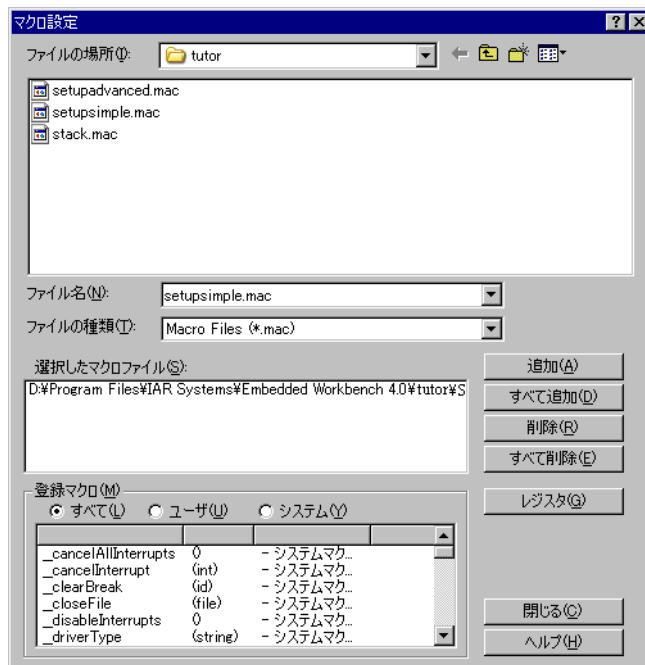 マクロ設定
ファイルの場所(I):
tutor
setupadvanced.mac
setupsimple.mac
stack.mac
ファイル名(N):
setupsimple.mac
ファイルの種類(T):
Macro Files (*.mac)
選択したマクロファイル(S):
D:¥Program Files¥IAR Systems¥Embedded Workbench 4.0¥tutor¥S
追加(A)
すべて追加(D)
削除(R)
すべて削除(E)
登録マクロ(M)
すべて(L) ユーザ(U) システム(Y)
レジスタ(G)
_cancelAllInterrupts () - システムマク...
_cancelInterrupt (int) - システムマク...
_clearBreak (id) - システムマク...
_closeFile (file) - システムマク...
_disableInterrupts () - システムマク...
_driverType (string) - システムマク...
閉じる(C)
ヘルプ(H)